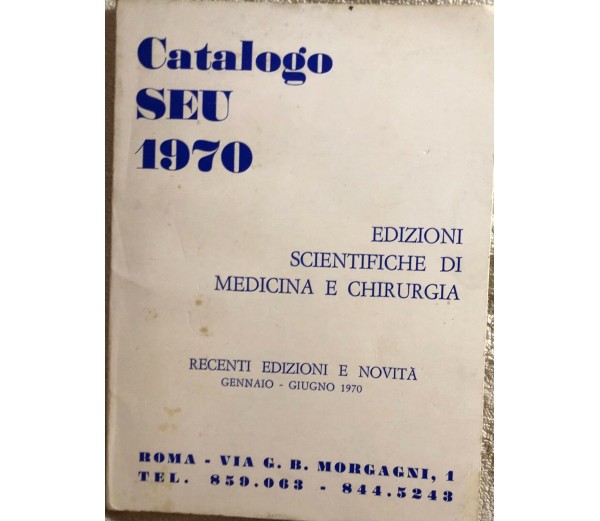 Catalogo
SEU
1970
EDIZIONI
SCIENTIFICHE DI
MEDICINA E CHIRURGIA
RECENTI EDIZIONI E NOVITÀ
GENNAIO - GIUGNO 1970
ROMA - VIA G. B. MORGAGNI, 1
TEL. 859.063 - 844.5243